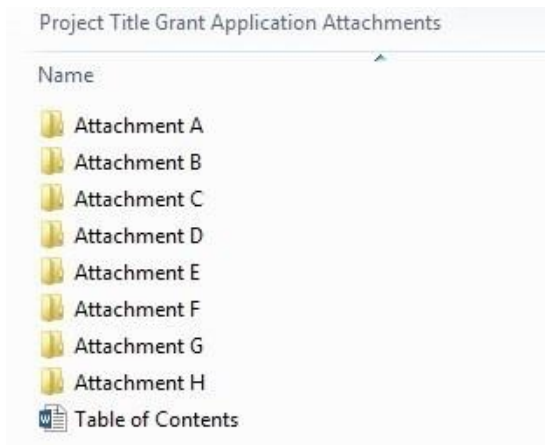 Project Title Grant Application Attachments
Name
Attachment A
Attachment B
Attachment C
Attachment D
Attachment E
Attachment F
Attachment G
Attachment H
Table of Contents